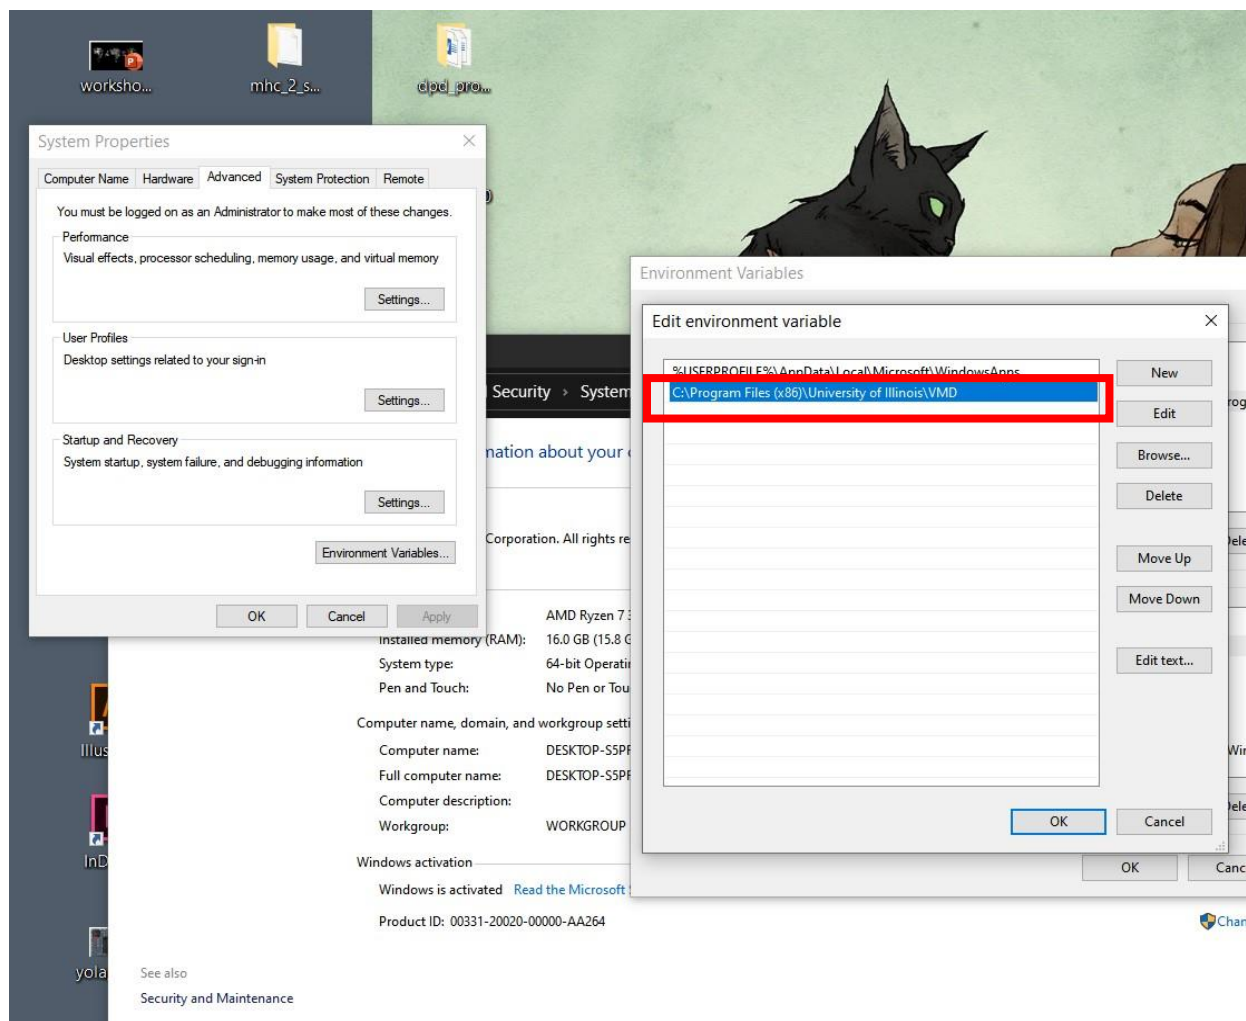 worksho...
mhc_2_s...
dpd_pro...
System Properties
Computer Name
Hardware
Advanced
System Protection
Remote
You must be logged on as an Administrator to make most of these changes.
Performance
Visual effects, processor scheduling, memory usage, and virtual memory
Settings...
User Profiles
Desktop settings related to your sign-in
Settings...
Startup and Recovery
System startup, system failure, and debugging information
Settings...
Environment Variables...
OK
Cancel
Apply
Environment Variables
Edit environment variable
%USERPROFILE%\AppData\Local\Microsoft\WindowsApps
C:\Program Files (x86)\University of Illinois\VMD
New
Edit
Browse...
Delete
Move Up
Move Down
Edit text...
OK
Cancel
OK
Canc
Security > System
about your
Corporation. All rights re
AMD Ryzen 7
Installed memory (RAM): 16.0 GB (15.8 G
System type: 64-bit Operatin
Pen and Touch: No Pen or Tou
Computer name, domain, and workgroup setti
Computer name: DESKTOP-S5PF
Full computer name: DESKTOP-S5PF
Computer description:
Workgroup: WORKGROUP
Windows activation
Windows is activated Read the Microsoft
Product ID: 00331-20020-00000-AA264
Chan
See also
Security and Maintenance
Illus
InD
yola